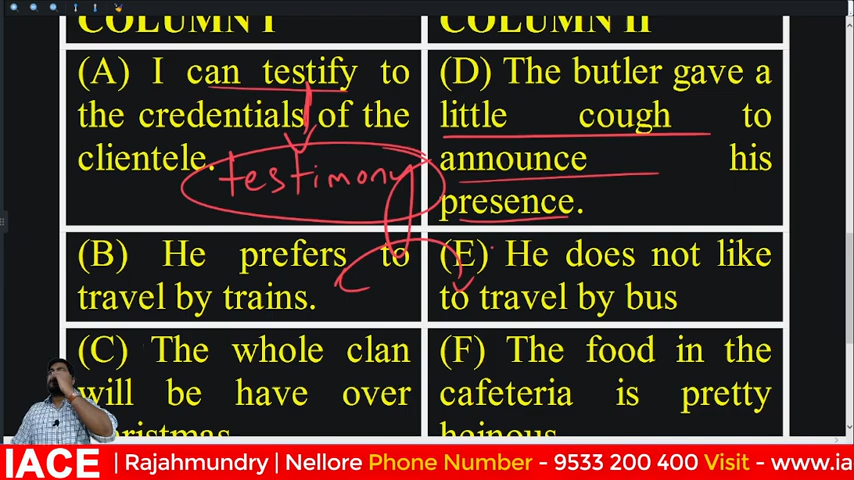 COLUMN I
COLUMN II
(A) I can testify to
the credentials of the
clientele.
testimony
(D) The butler gave a
little cough to
announce his
presence.
(B) He prefers to
travel by trains.
(E) He does not like
to travel by bus
(C) The whole clan
will be have over
christmas
(F) The food in the
cafeteria is pretty
heinous
IACE | Rajahmundry | Nellore Phone Number - 9533 200 400 Visit - www.ia